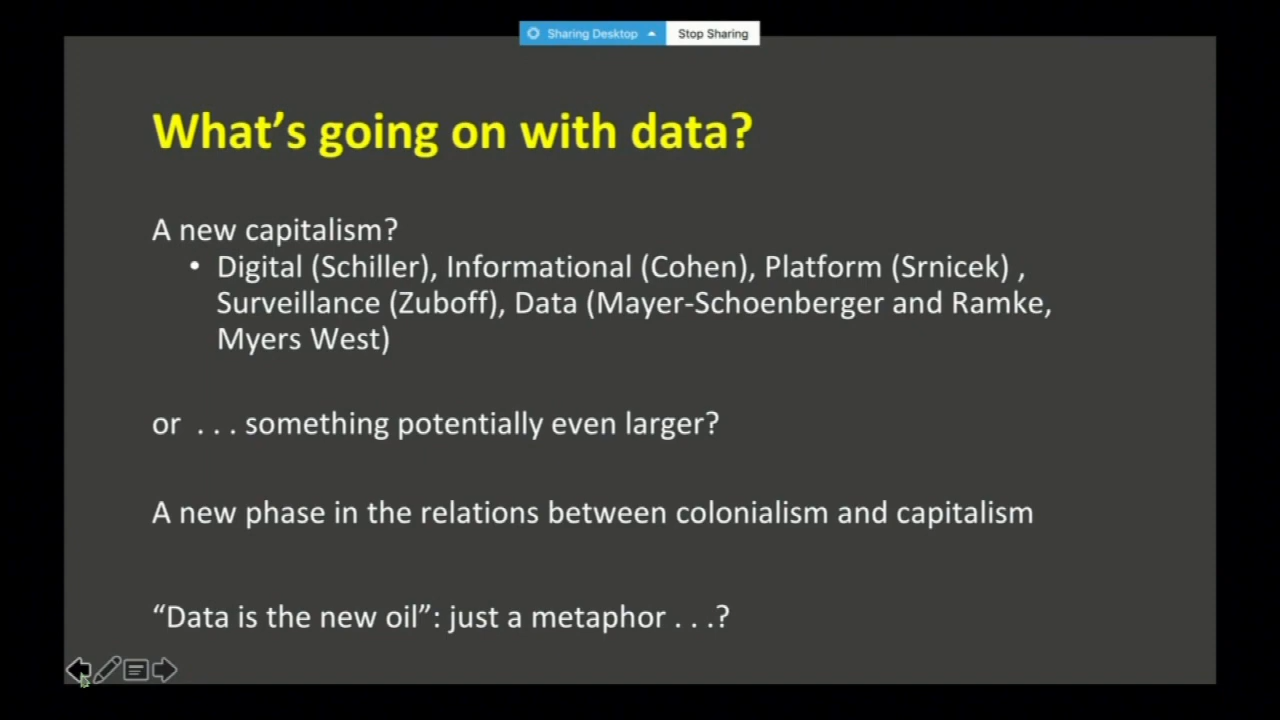 Sharing Desktop Stop Sharing
What’s going on with data?
A new capitalism?
• Digital (Schiller), Informational (Cohen), Platform (Srnicek) ,
Surveillance (Zuboff), Data (Mayer-Schoenberger and Ramke,
Myers West)
or . . . something potentially even larger?
A new phase in the relations between colonialism and capitalism
“Data is the new oil”: just a metaphor . . .?